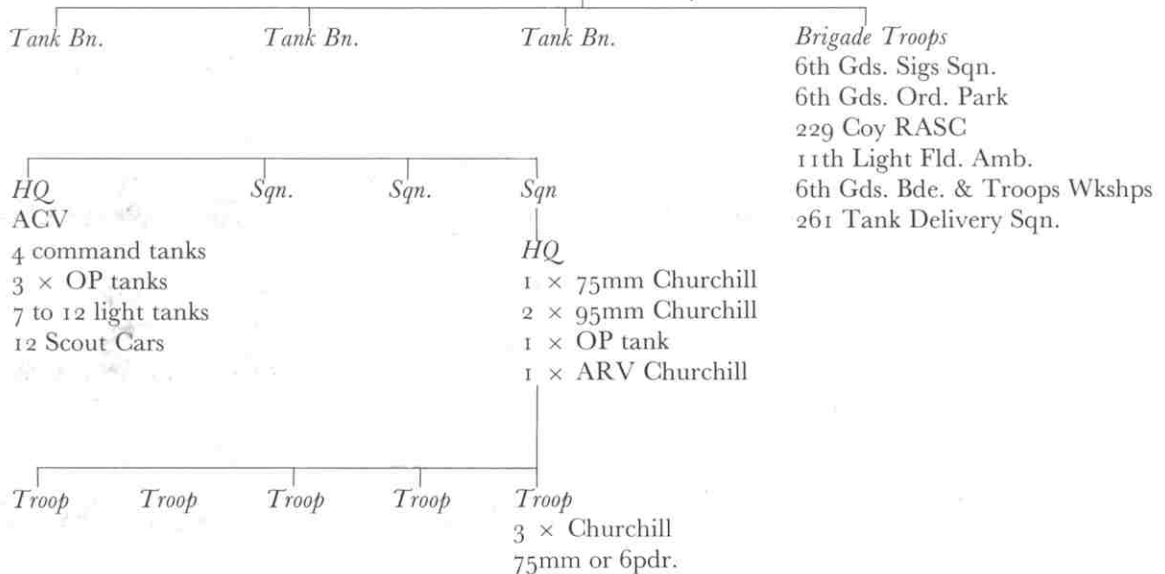 Tank Bn.
Tank Bn.
Tank Bn.
Brigade Troops
6th Gds. Sigs Sqn.
6th Gds. Ord. Park
229 Coy RASC
11th Light Fld. Amb.
6th Gds. Bde. & Troops Wkshps
261 Tank Delivery Sqn.
HQ
ACV
4 command tanks
3 × OP tanks
7 to 12 light tanks
12 Scout Cars
Sqn.
Sqn.
Sqn
HQ
1 × 75mm Churchill
2 × 95mm Churchill
1 × OP tank
1 × ARV Churchill
Troop
Troop
Troop
Troop
Troop
3 × Churchill
75mm or 6pdr.